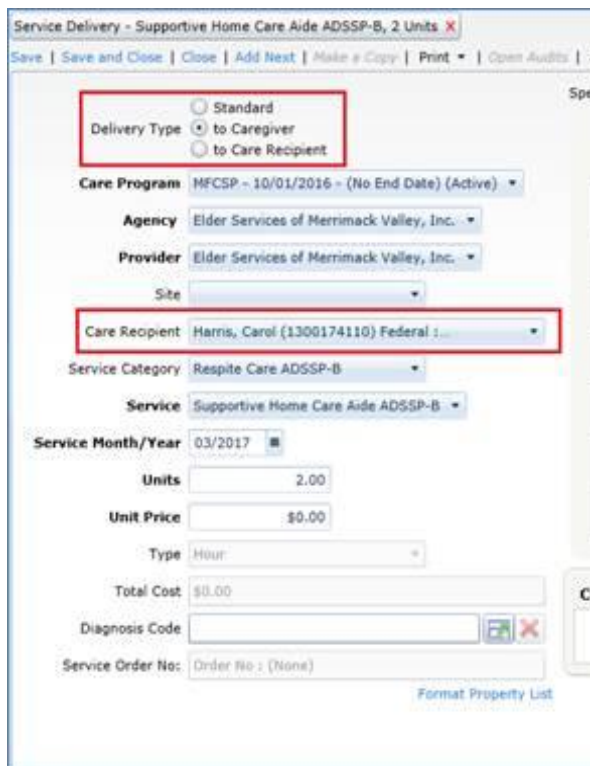 Service Delivery - Supportive Home Care Aide ADSSP-B, 2 Units X
Save | Save and Close | Close | Add Next | Make a Copy | Print | Open Audits |
Spe
Standard
Delivery Type to Caregiver
to Care Recipient
Care Program MFCSP - 10/01/2016 - (No End Date) (Active)
Agency Elder Services of Merrimack Valley, Inc.
Provider Elder Services of Merrimack Valley, Inc.
Site
Care Recipient Harris, Carol (1300174110) Federal :...
Service Category Respite Care ADSSP-B
Service Supportive Home Care Aide ADSSP-B
Service Month/Year 03/2017
Units 2.00
Unit Price $0.00
Type Hour
Total Cost $0.00
C
Diagnosis Code
Service Order No: Order No : (None)
Format Property List